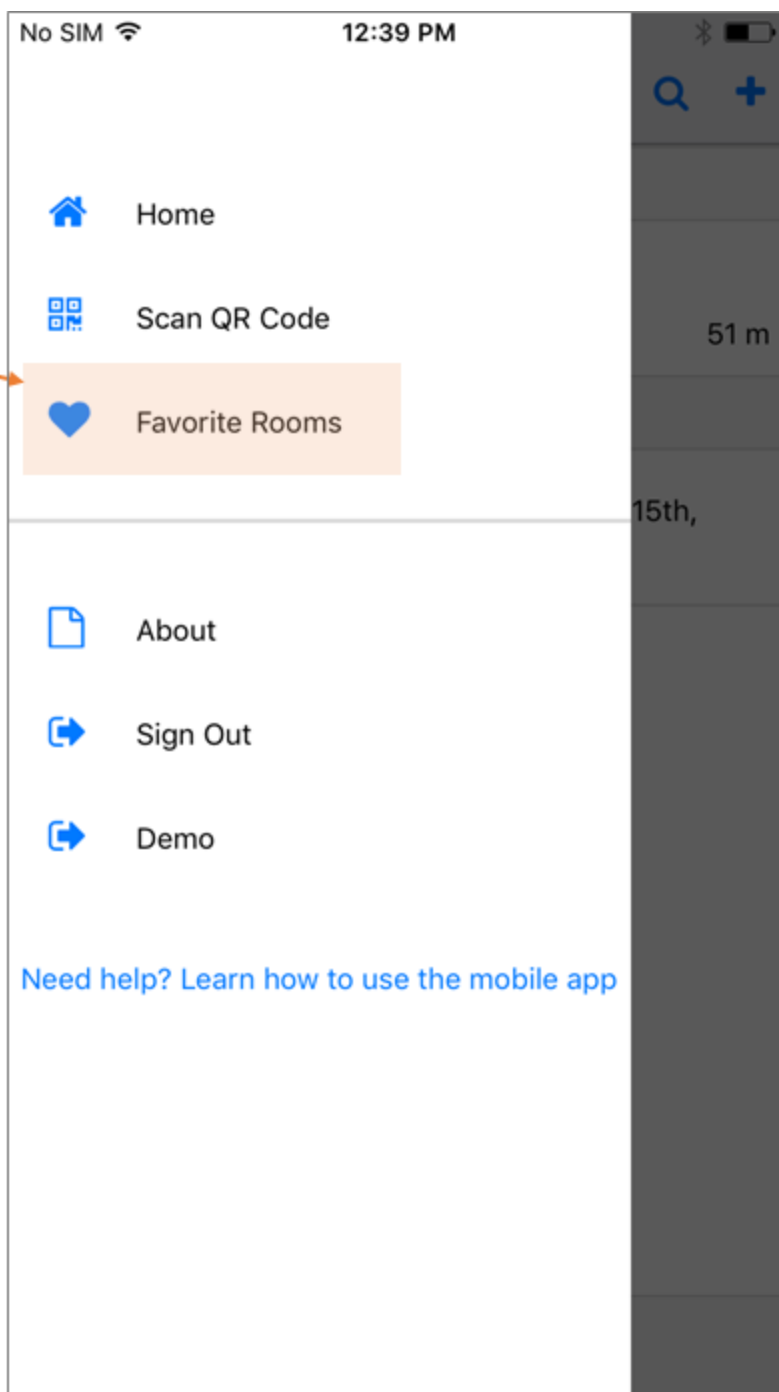 No SIM 12:39 PM
Home
Scan QR Code
51 m
Favorite Rooms
15th,
About
Sign Out
Demo
Need help? Learn how to use the mobile app